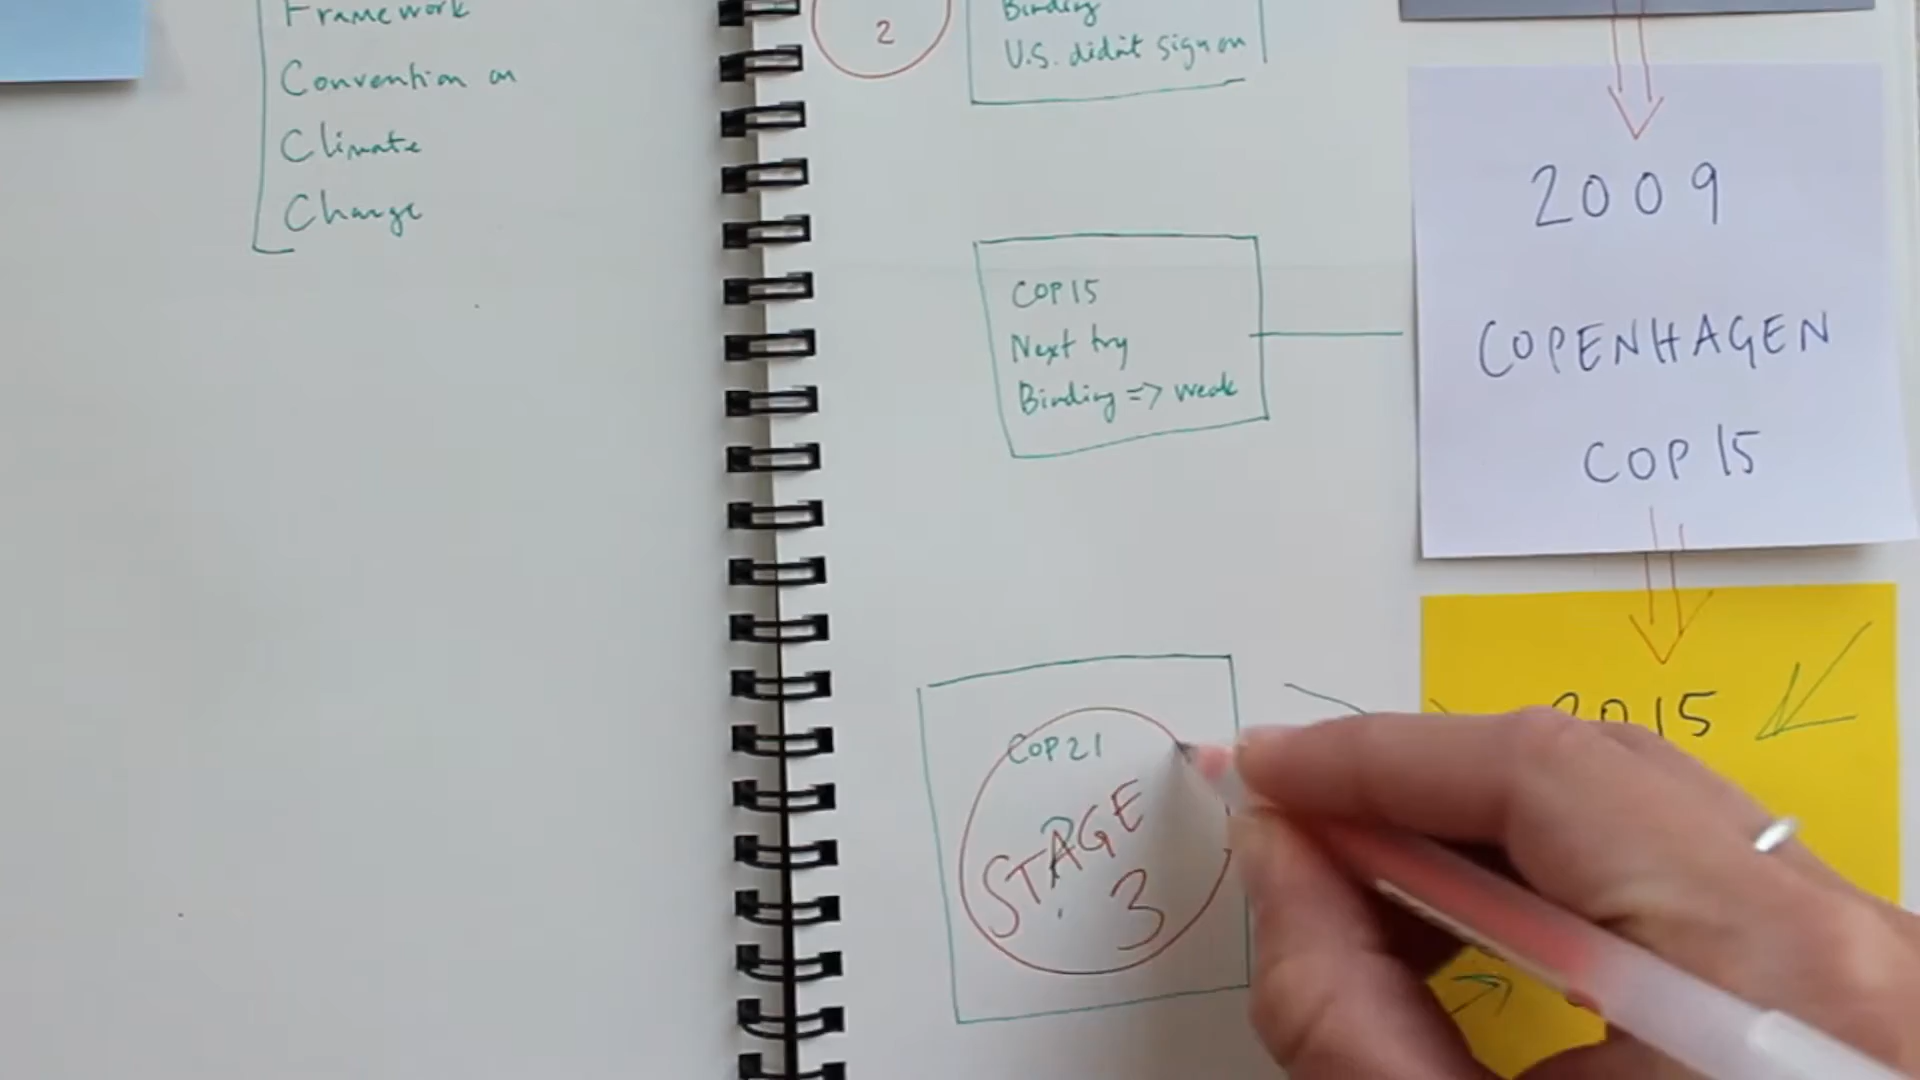 Framework
Convention on
Climate
Change
2
Binding
U.S. didn't sign on
COP15
Next try
Binding => weak
2009
COPENHAGEN
COP 15
COP21
STAGE
3
2015